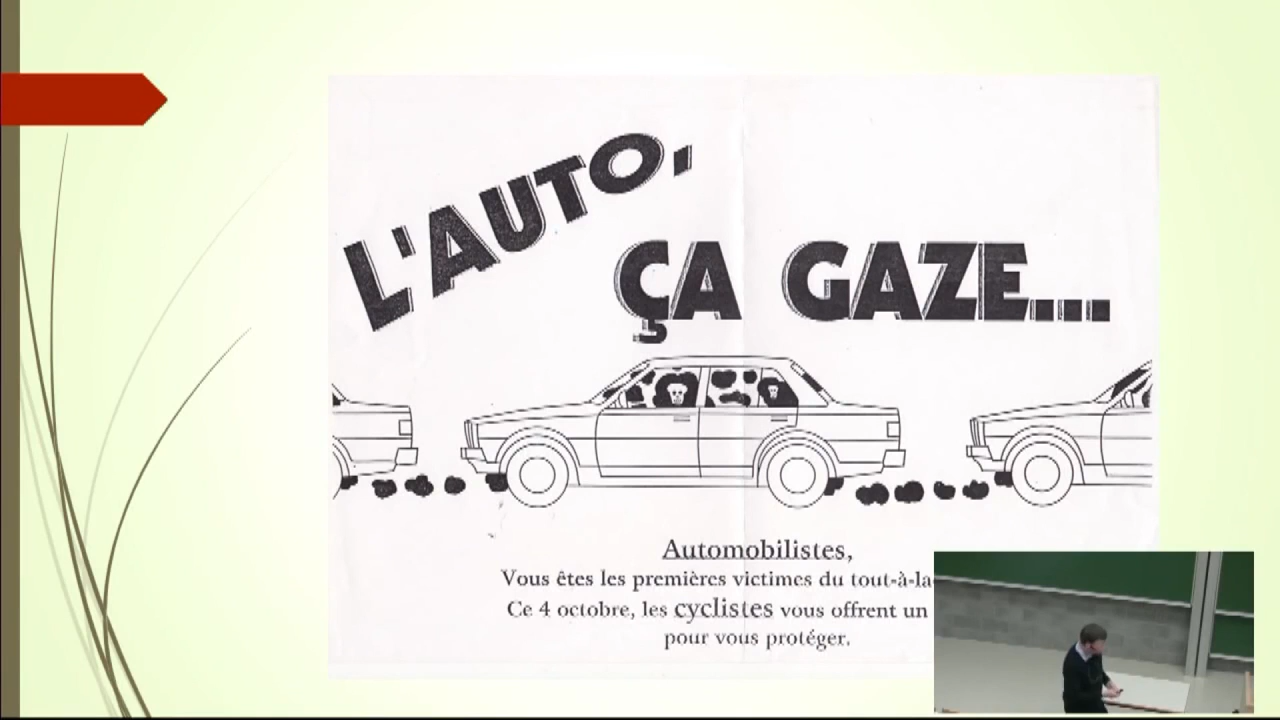 L'AUTO,
ÇA GAZE...
Automobilistes,
Vous êtes les premières victimes du tout-à-la
Ce 4 octobre, les cyclistes vous offrent un
pour vous protéger.